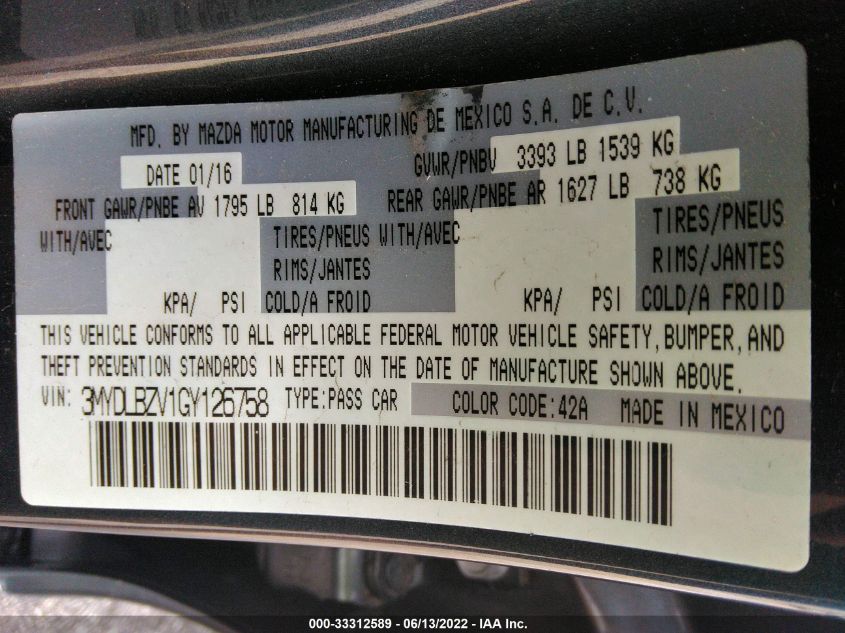 MFD. BY MAZDA MOTOR MANUFACTURING DE MEXICO S.A. DE C.V.
DATE 01/16 GVWR/PNBV 3393 LB 1539 KG
FRONT GAWR/PNBE AV 1795 LB 814 KG REAR GAWR/PNBE AR 1627 LB 738 KG
WITH/AVEC TIRES/PNEUS WITH/AVEC TIRES/PNEUS
RIMS/JANTES RIMS/JANTES
KPA/ PSI COLD/A FROID KPA/ PSI COLD/A FROID
THIS VEHICLE CONFORMS TO ALL APPLICABLE FEDERAL MOTOR VEHICLE SAFETY, BUMPER, AND
THEFT PREVENTION STANDARDS IN EFFECT ON THE DATE OF MANUFACTURE SHOWN ABOVE.
VIN: 3MYDLBZV1GY126758 TYPE:PASS CAR COLOR CODE:42A MADE IN MEXICO
000-33312589 - 06/13/2022 - IAA Inc.